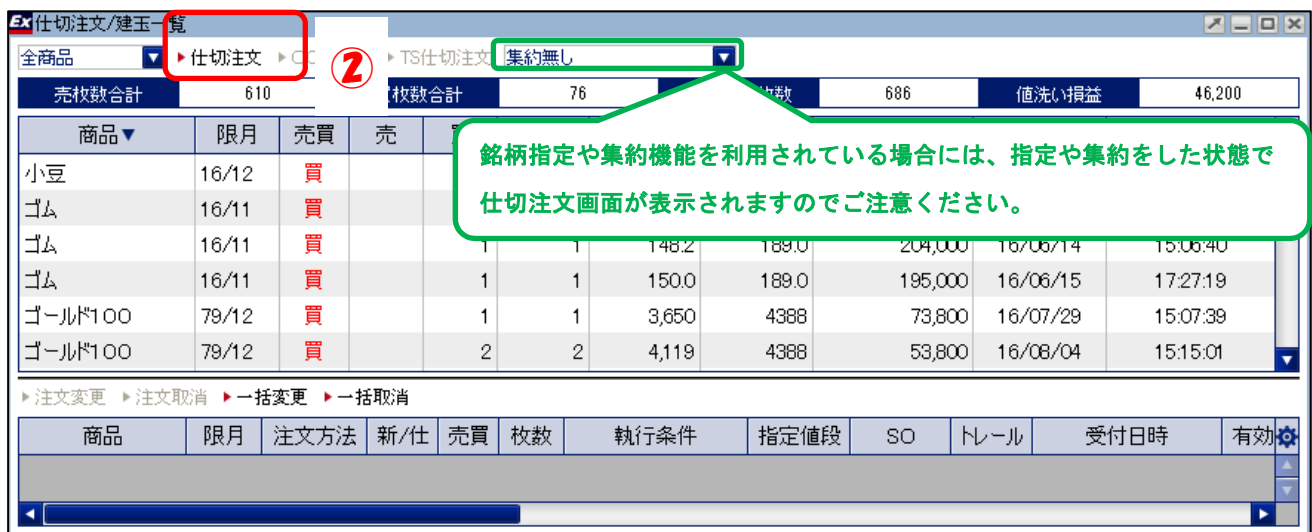 Ex 仕切注文/建玉一覧
全商品 ▶仕切注文 ② ▶TS仕切注文 集約無し
売枚数合計 610 枚数合計 76 枚数 686 値洗い損益 46,200
商品▼ 限月 売買 売
小豆 16/12 買
ゴム 16/11 買
銘柄指定や集約機能を利用されている場合には、指定や集約をした状態で
仕切注文画面が表示されますのでご注意ください。
ゴム 16/11 買 1 1 148.2 189.0 204,000 16/06/14 15:06:40
ゴム 16/11 買 1 1 150.0 189.0 195,000 16/06/15 17:27:19
ゴールド100 79/12 買 1 1 3,650 4388 73,800 16/07/29 15:07:39
ゴールド100 79/12 買 2 2 4,119 4388 53,800 16/08/04 15:15:01
▶注文変更 ▶注文取消 ▶一括変更 ▶一括取消
商品 限月 注文方法 新/仕 売買 枚数 執行条件 指定値段 SO トレール 受付日時 有効